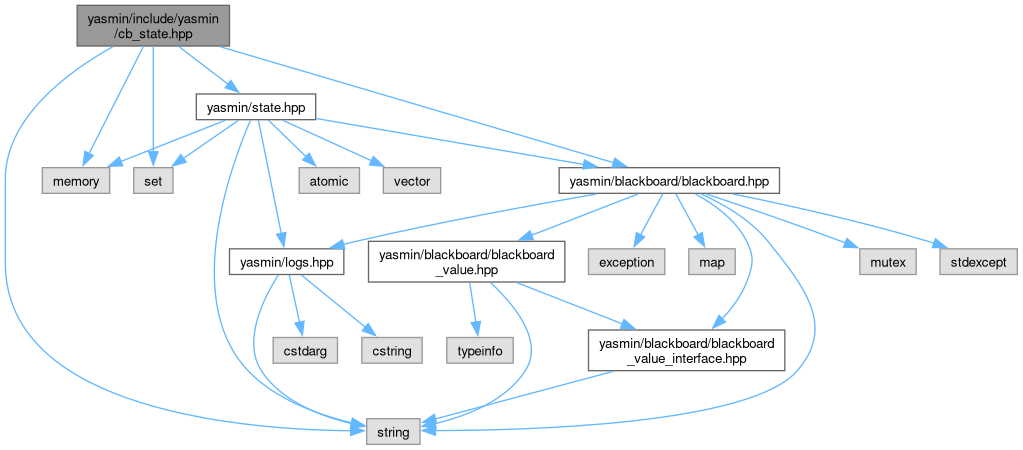 yasmin/include/yasmin
/cb_state.hpp
yasmin/state.hpp
memory
set
atomic
vector
yasmin/blackboard/blackboard.hpp
yasmin/logs.hpp
yasmin/blackboard/blackboard
_value.hpp
exception
map
mutex
stdexcept
cstdarg
cstring
typeinfo
yasmin/blackboard/blackboard
_value_interface.hpp
string